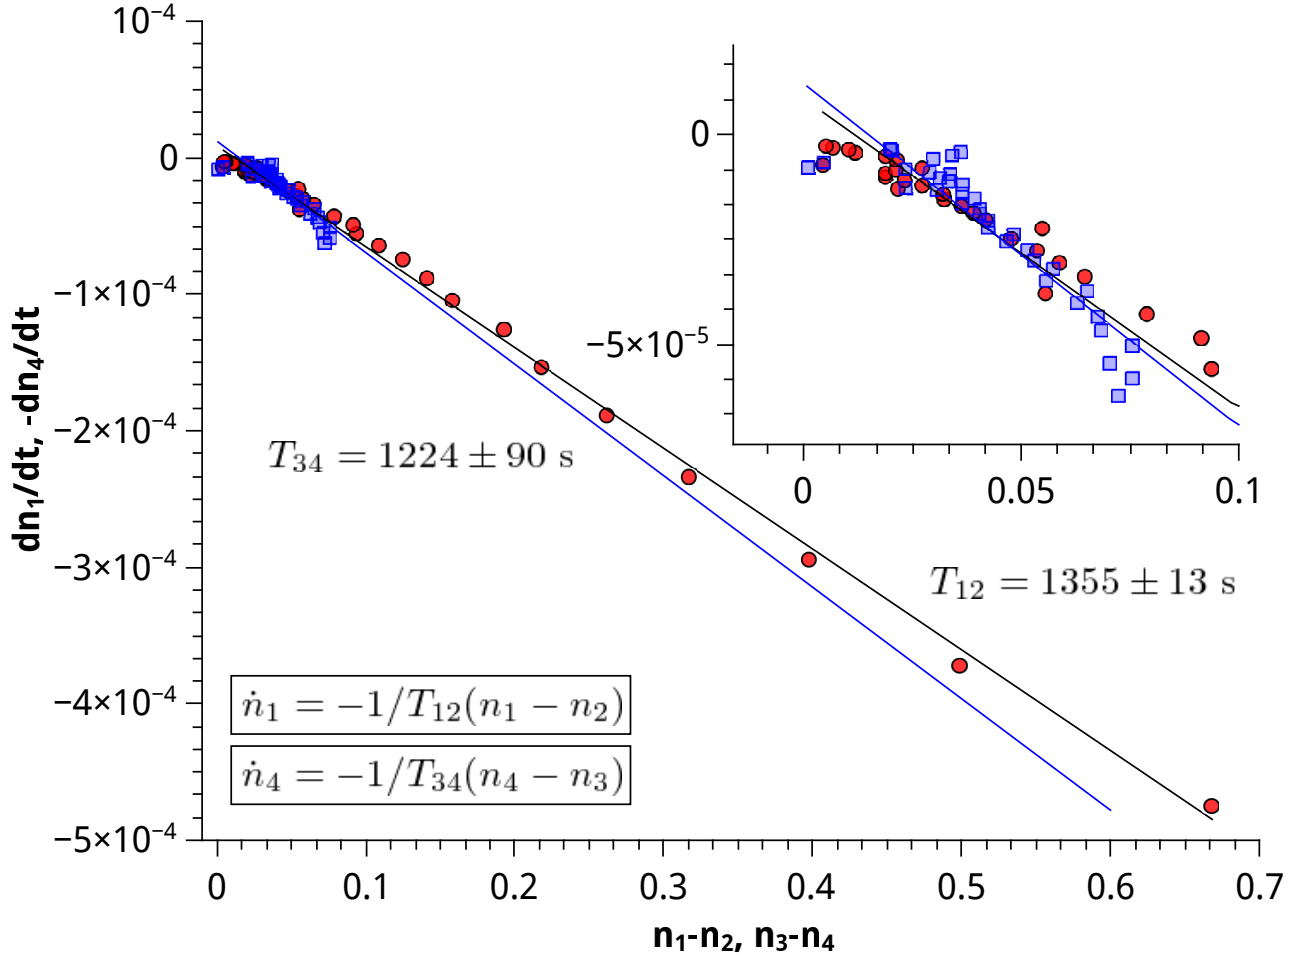 10⁻⁴
0
−1×10⁻⁴
−2×10⁻⁴
−3×10⁻⁴
−4×10⁻⁴
−5×10⁻⁴
dn₁/dt, -dn₄/dt
0
−5×10⁻⁵
0 0.05 0.1
T₃₄ = 1224 ± 90 s
T₁₂ = 1355 ± 13 s
ṅ₁ = −1/T₁₂(n₁ − n₂)
ṅ₄ = −1/T₃₄(n₄ − n₃)
0 0.1 0.2 0.3 0.4 0.5 0.6 0.7
n₁-n₂, n₃-n₄